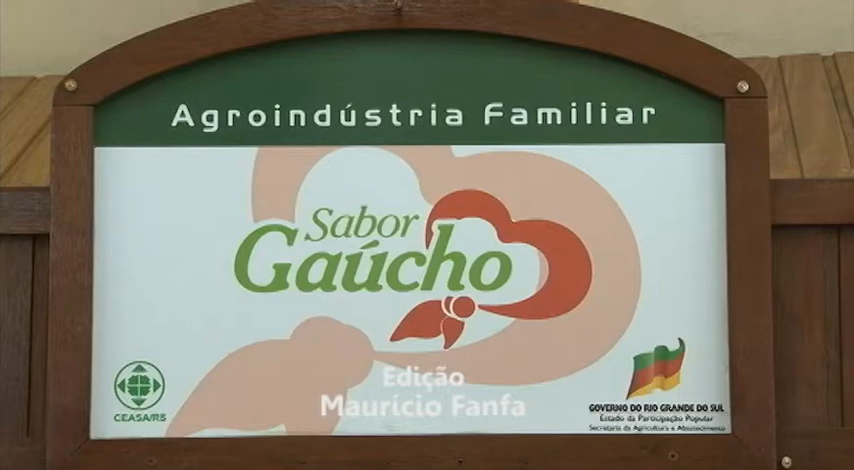 Agroindústria Familiar
Sabor
Gaúcho
Edição
Maurício Fanfa
CEASA/RS
GOVERNO DO RIO GRANDE DO SUL
Estado da Participação Popular
Secretaria da Agricultura e Abastecimento